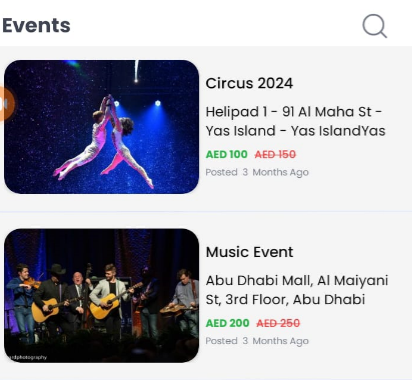 Events
Circus 2024
Helipad 1 - 91 Al Maha St -
Yas Island - Yas IslandYas
AED 100 AED 150
Posted 3 Months Ago
Music Event
Abu Dhabi Mall, Al Maiyani
St, 3rd Floor, Abu Dhabi
AED 200 AED 250
Posted 3 Months Ago